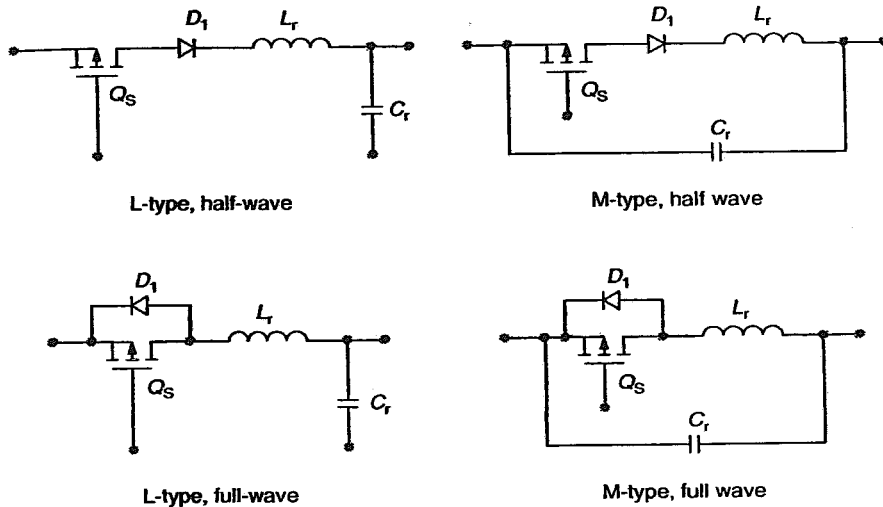 D1
Lr
QS
Cr
L-type, half-wave
D1
Lr
QS
Cr
M-type, half wave
D1
Lr
QS
Cr
L-type, full-wave
D1
Lr
QS
Cr
M-type, full wave